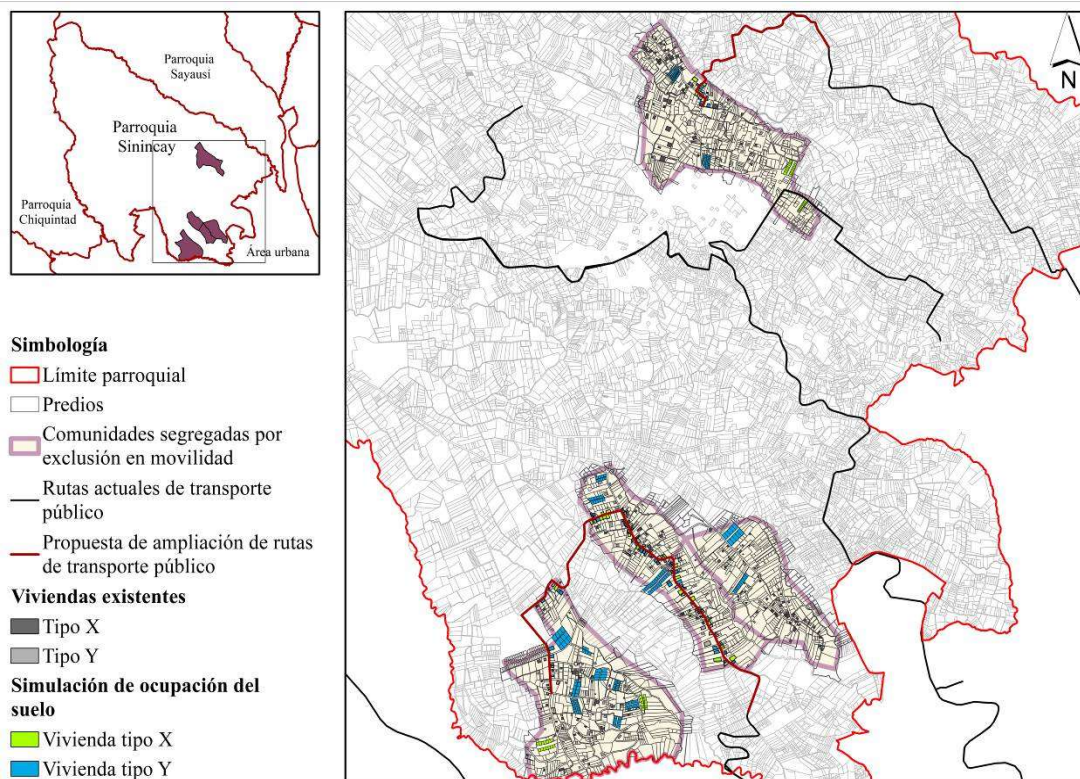 Parroquia
Sayausi
Parroquia
Sinincay
Parroquia
Chiquintad
Área urbana
N
Simbología
Límite parroquial
Predios
Comunidades segregadas por
exclusión en movilidad
Rutas actuales de transporte
público
Propuesta de ampliación de rutas
de transporte público
Viviendas existentes
Tipo X
Tipo Y
Simulación de ocupación del
suelo
Vivienda tipo X
Vivienda tipo Y